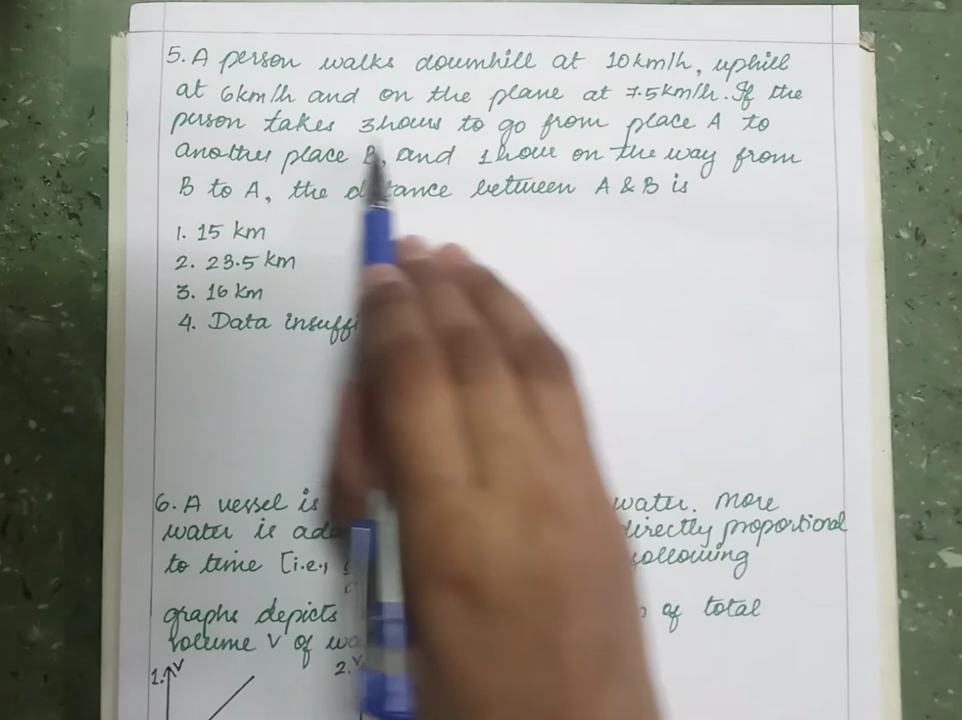 5. A person walks downhill at 10km/h, uphill
at 6km/h and on the plane at 7.5km/h. If the
person takes 3hours to go from place A to
another place B, and 1hour on the way from
B to A, the distance between A & B is
1. 15 km
2. 23.5 km
3. 16 km
4. Data insuffi
6. A vessel is water. More
water is directly proportional
to time [i.e., following
graphs depicts of total
volume V of
1. V
2. V